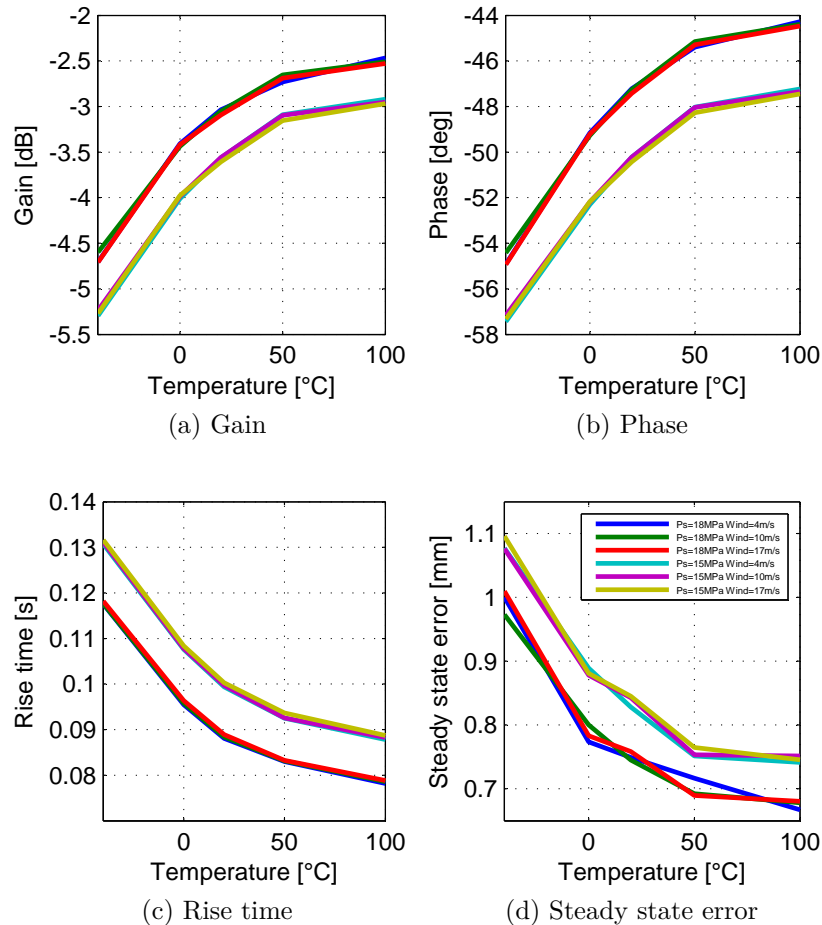 -2
-2.5
-3
-3.5
-4
-4.5
-5
-5.5
Gain [dB]
0
50
100
Temperature [°C]
(a) Gain
-44
-46
-48
-50
-52
-54
-56
-58
Phase [deg]
0
50
100
Temperature [°C]
(b) Phase
0.14
0.13
0.12
0.11
0.1
0.09
0.08
Rise time [s]
0
50
100
Temperature [°C]
(c) Rise time
1.1
1
0.9
0.8
0.7
Steady state error [mm]
Ps=18MPa Wind=4m/s
Ps=18MPa Wind=10m/s
Ps=18MPa Wind=17m/s
Ps=15MPa Wind=4m/s
Ps=15MPa Wind=10m/s
Ps=15MPa Wind=17m/s
0
50
100
Temperature [°C]
(d) Steady state error